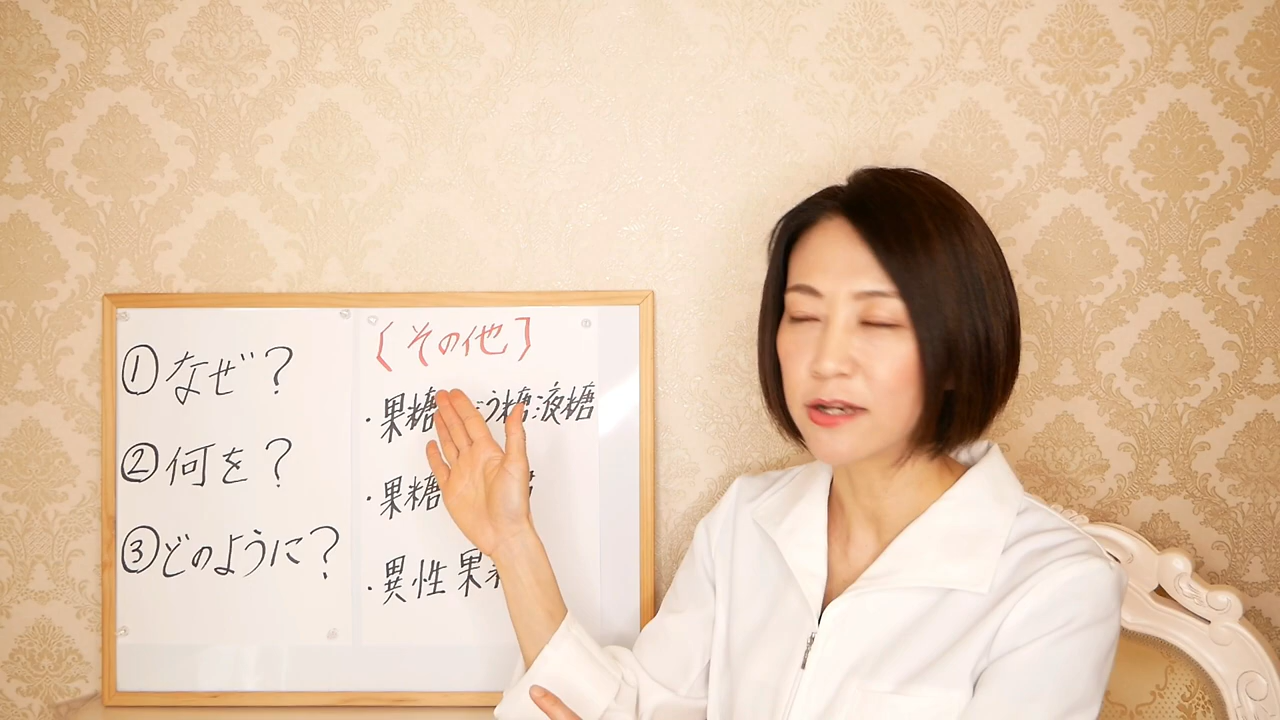 ①なぜ?
②何を?
③どのように?
[その他]
・果糖 う糖液糖
・果糖
・異性果